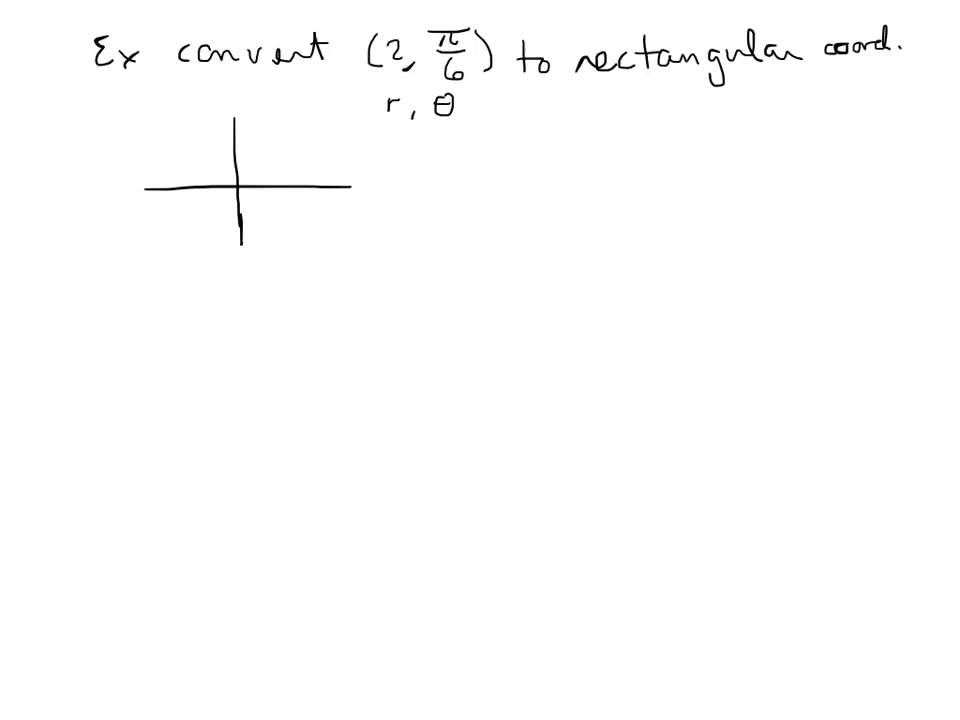 Ex convert (2, π/6) to rectangular coord.
r, θ